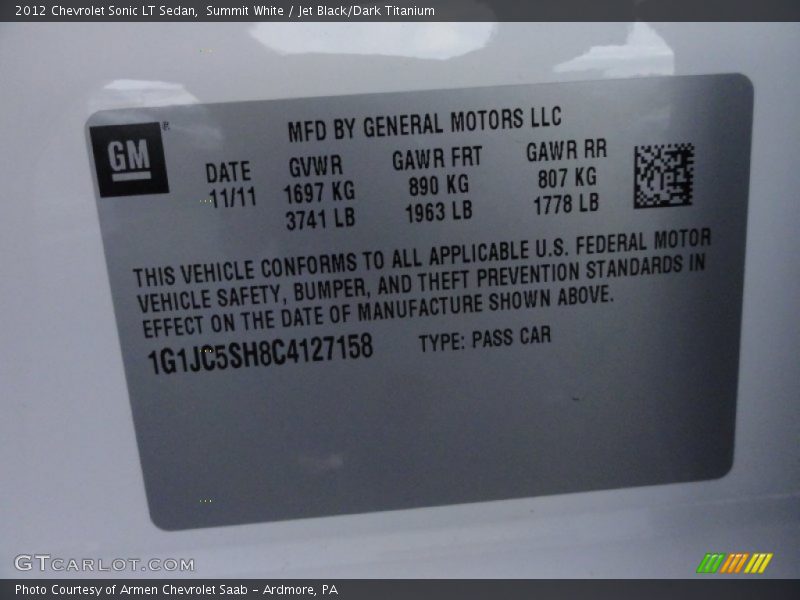 2012 Chevrolet Sonic LT Sedan,  Summit White / Jet Black/Dark Titanium
GM®
MFD BY GENERAL MOTORS LLC
DATE GVWR GAWR FRT GAWR RR
11/11 1697 KG 890 KG 807 KG
3741 LB 1963 LB 1778 LB
THIS VEHICLE CONFORMS TO ALL APPLICABLE U.S. FEDERAL MOTOR
VEHICLE SAFETY, BUMPER, AND THEFT PREVENTION STANDARDS IN
EFFECT ON THE DATE OF MANUFACTURE SHOWN ABOVE.
1G1JC5SH8C4127158 TYPE: PASS CAR
GTCARLOT.COM
Photo Courtesy of Armen Chevrolet Saab - Ardmore, PA